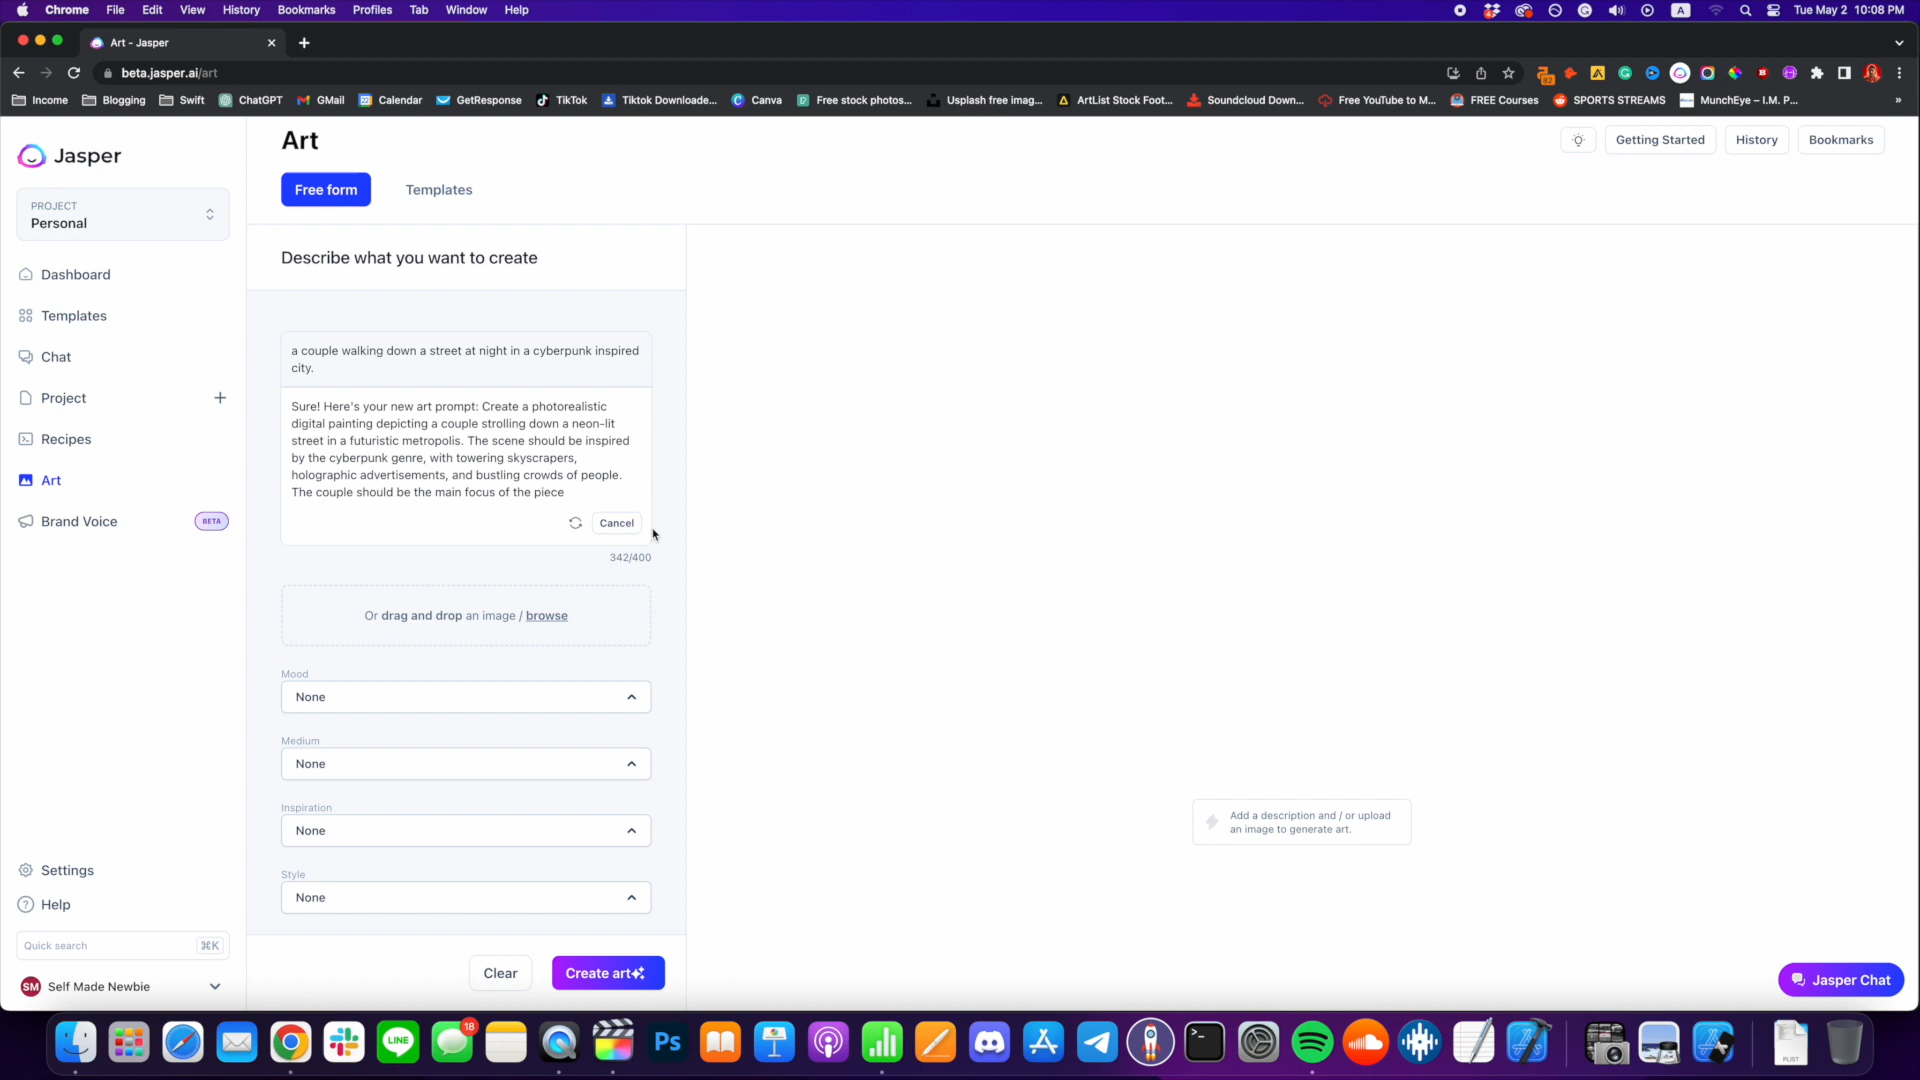 Chrome File Edit View History Bookmarks Profiles Tab Window Help
A
Tue May 2 10:08 PM
Art - Jasper
beta.jasper.ai/art
82
Income Blogging Swift ChatGPT GMail Calendar GetResponse TikTok Tiktok Downloade... Canva Free stock photos... Usplash free imag... ArtList Stock Foot... Soundcloud Down... Free YouTube to M... FREE Courses SPORTS STREAMS MunchEye – I.M. P... »
Jasper
PROJECT
Personal
Dashboard
Templates
Chat
Project
Recipes
Art
Brand Voice BETA
Settings
Help
Quick search ⌘K
SM Self Made Newbie
Art
Getting Started History Bookmarks
Free form Templates
Describe what you want to create
a couple walking down a street at night in a cyberpunk inspired
city.
Sure! Here's your new art prompt: Create a photorealistic
digital painting depicting a couple strolling down a neon-lit
street in a futuristic metropolis. The scene should be inspired
by the cyberpunk genre, with towering skyscrapers,
holographic advertisements, and bustling crowds of people.
The couple should be the main focus of the piece
Cancel
342/400
Or drag and drop an image / browse
Mood
None
Medium
None
Inspiration
None
Style
None
Clear Create art
Add a description and / or upload
an image to generate art.
Jasper Chat
LINE
18
Ps
PLIST